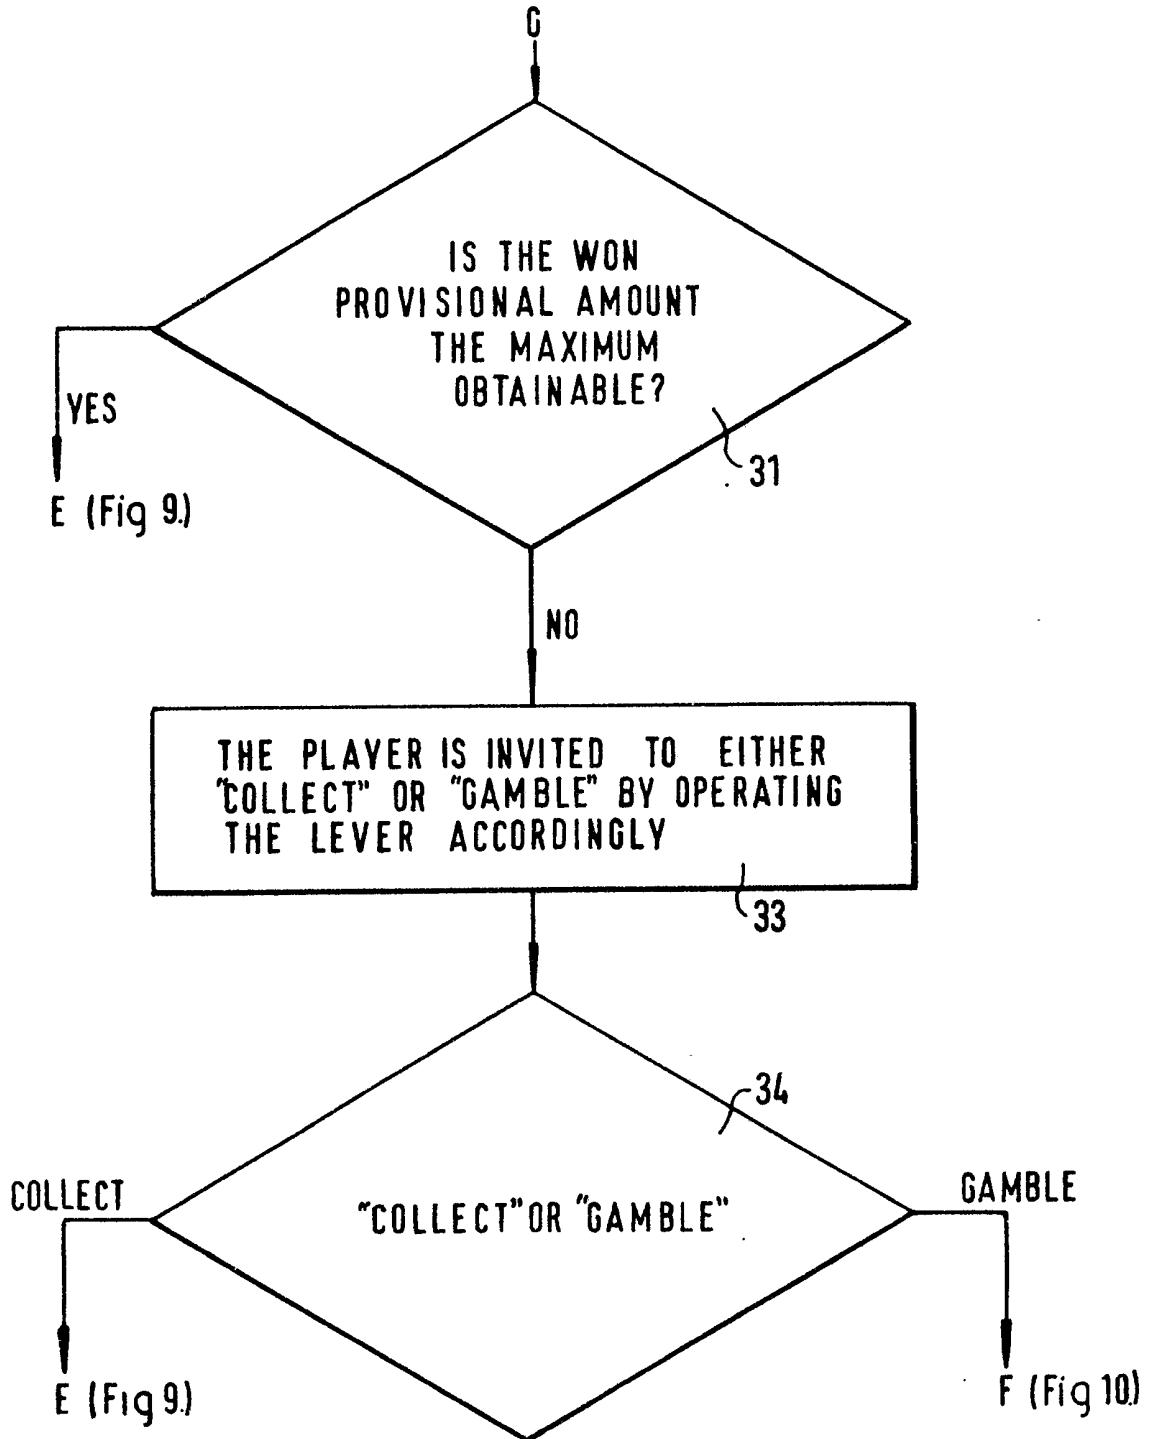 G
IS THE WON
PROVISIONAL AMOUNT
THE MAXIMUM
OBTAINABLE?
YES
31
E (Fig 9.)
NO
THE PLAYER IS INVITED TO EITHER
"COLLECT" OR "GAMBLE" BY OPERATING
THE LEVER ACCORDINGLY
33
34
COLLECT
GAMBLE
"COLLECT" OR "GAMBLE"
E (Fig 9.)
F (Fig 10.)